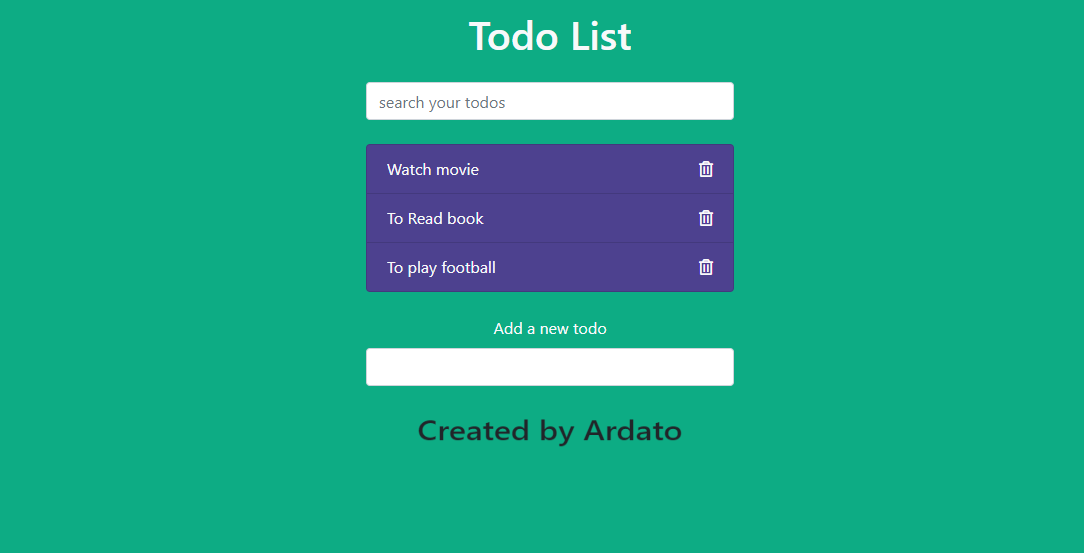 Todo List
search your todos
Watch movie
To Read book
To play football
Add a new todo
Created by Ardato